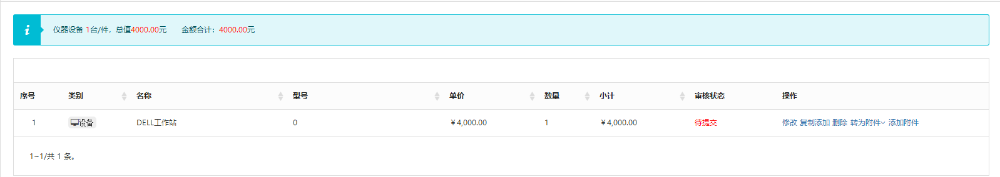 i 仪器设备 1台/件，总值4000.00元 金额合计：4000.00元
序号 类别 名称 型号 单价 数量 小计 审核状态 操作
1 设备 DELL工作站 0 ￥4,000.00 1 ￥4,000.00 待提交 修改 复制添加 删除 转为附件 添加附件
1~1/共 1 条。